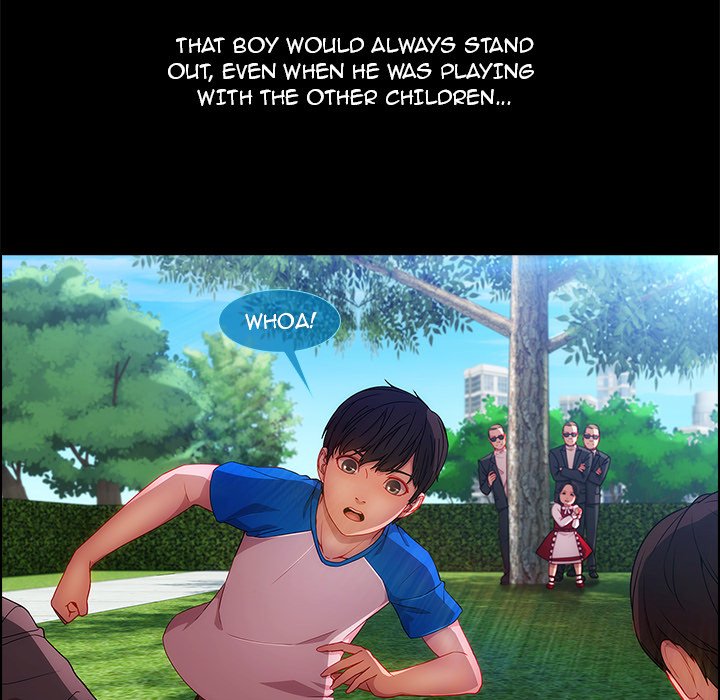 THAT BOY WOULD ALWAYS STAND
OUT, EVEN WHEN HE WAS PLAYING
WITH THE OTHER CHILDREN...
WHOA!